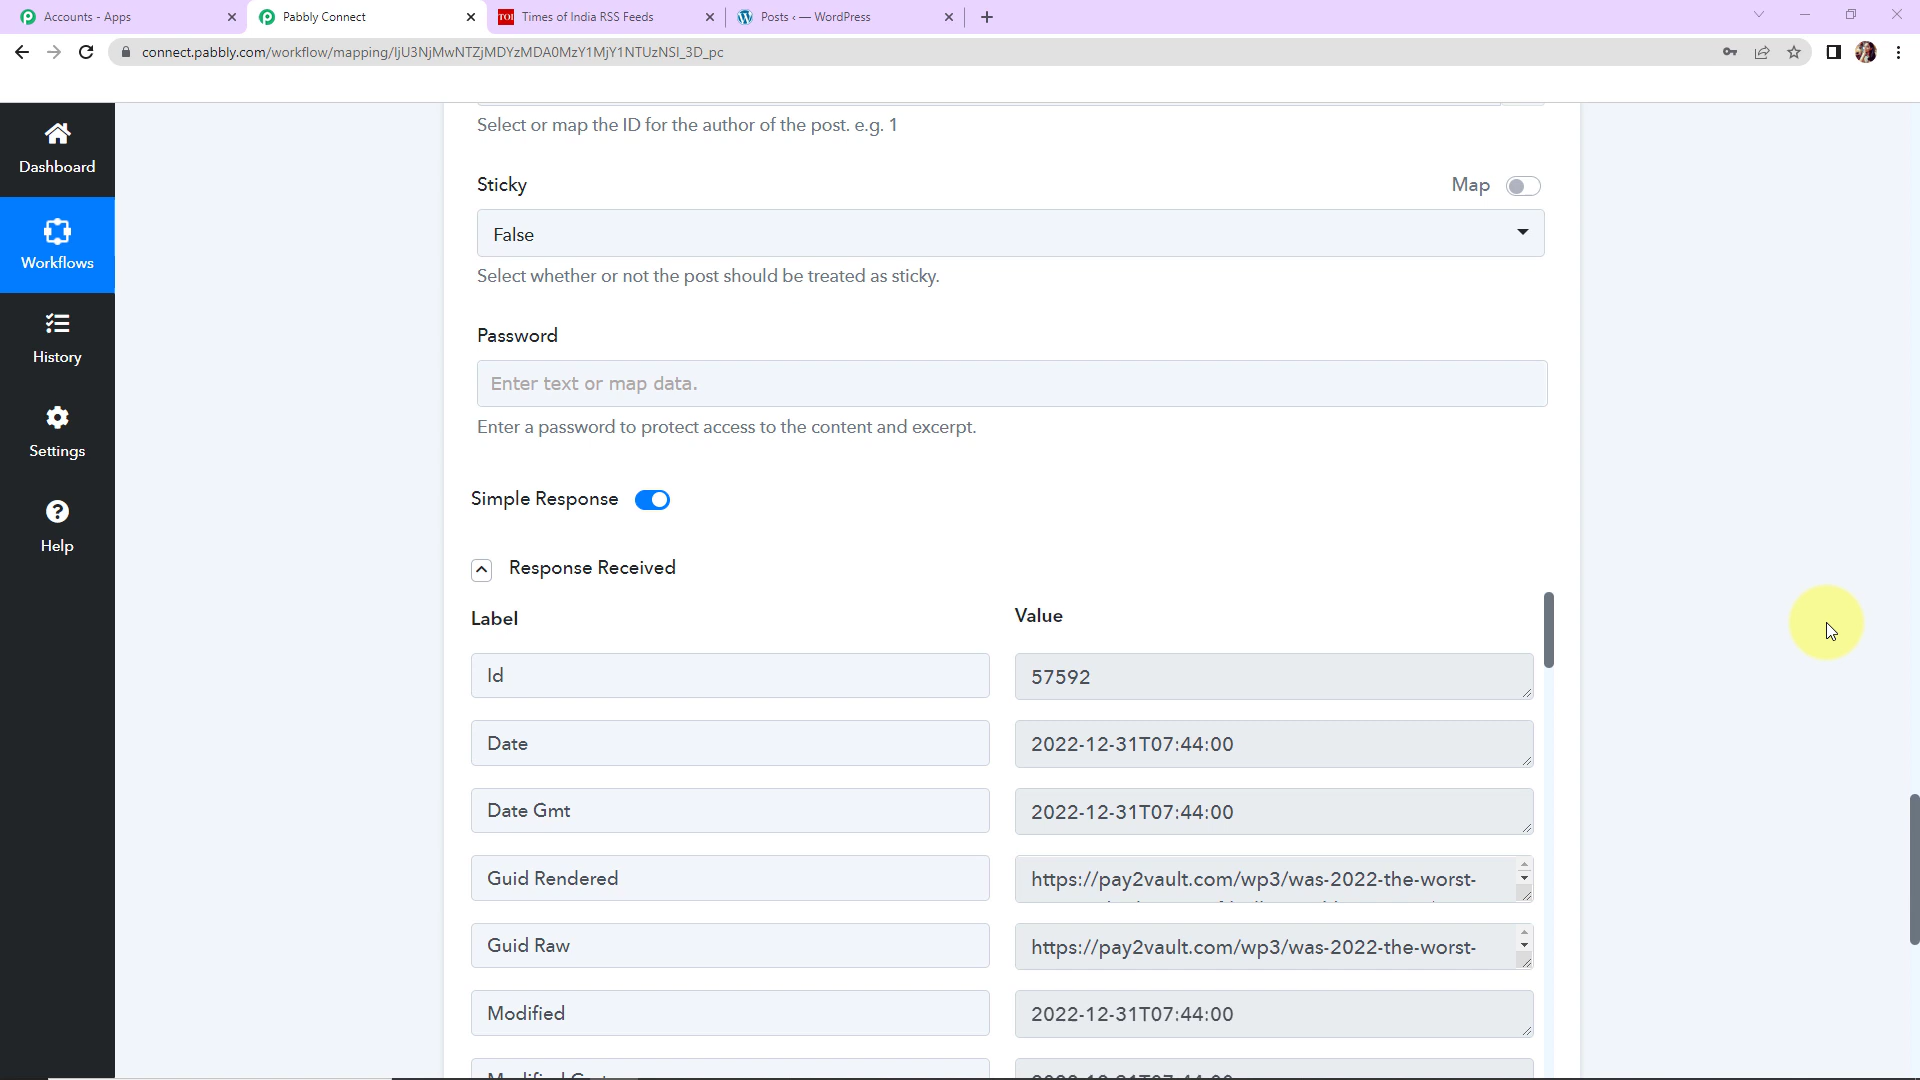 Accounts - Apps
Pabbly Connect
TOI Times of India RSS Feeds
Posts ‹ — WordPress
connect.pabbly.com/workflow/mapping/IjU3NjMwNTZjMDYzMDA0MzY1MjY1NTUzNSI_3D_pc
Select or map the ID for the author of the post. e.g. 1
Dashboard
Sticky
Map
False
Workflows
Select whether or not the post should be treated as sticky.
Password
History
Enter text or map data.
Enter a password to protect access to the content and excerpt.
Settings
Simple Response
Help
Response Received
Label
Value
Id
57592
Date
2022-12-31T07:44:00
Date Gmt
2022-12-31T07:44:00
Guid Rendered
https://pay2vault.com/wp3/was-2022-the-worst-
Guid Raw
https://pay2vault.com/wp3/was-2022-the-worst-
Modified
2022-12-31T07:44:00